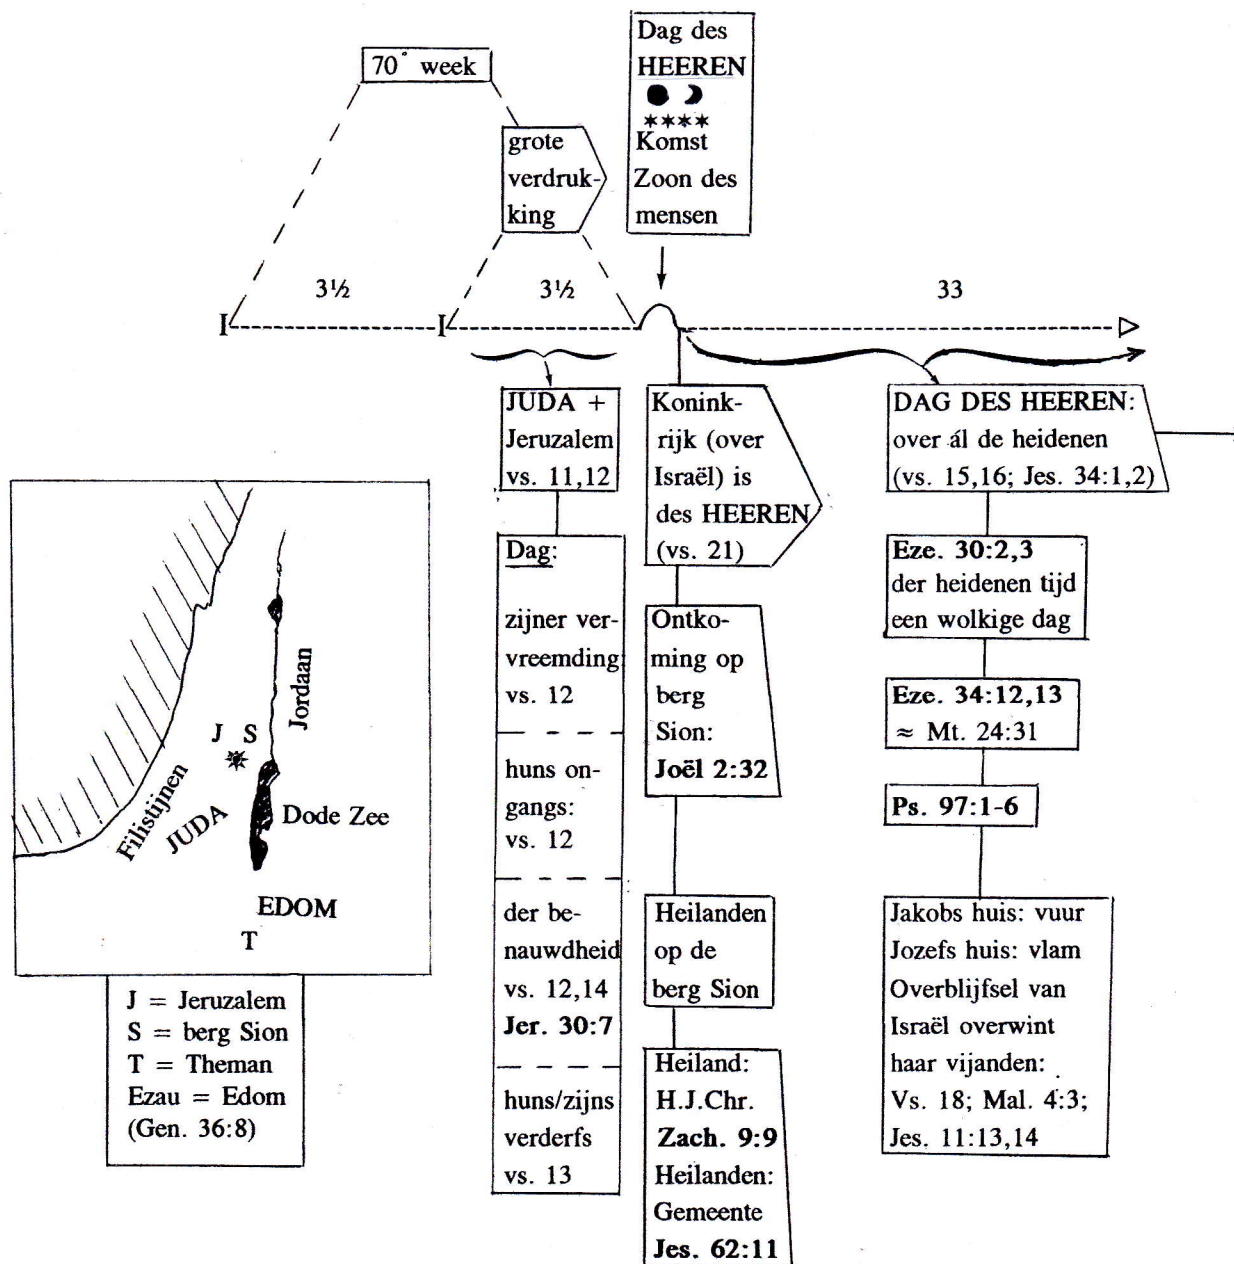 70° week
Dag des
HEEREN
****
Komst
Zoon des
mensen
grote
verdruk-
king
3½
3½
33
I
I
JUDA +
Jeruzalem
vs. 11,12
Dag:
zijner ver-
vreemding:
vs. 12
huns on-
gangs:
vs. 12
der be-
nauwdheid
vs. 12,14
Jer. 30:7
huns/zijns
verderfs
vs. 13
Konink-
rijk (over
Israël) is
des HEEREN
(vs. 21)
Ontko-
ming op
berg
Sion:
Joël 2:32
Heilanden
op de
berg Sion
Heiland:
H.J.Chr.
Zach. 9:9
Heilanden:
Gemeente
Jes. 62:11
DAG DES HEEREN:
over ál de heidenen
(vs. 15,16; Jes. 34:1,2)
Eze. 30:2,3
der heidenen tijd
een wolkige dag
Eze. 34:12,13
≈ Mt. 24:31
Ps. 97:1-6
Jakobs huis: vuur
Jozefs huis: vlam
Overblijfsel van
Israël overwint
haar vijanden:
Vs. 18; Mal. 4:3;
Jes. 11:13,14
Jordaan
J S
Filistijnen
JUDA
Dode Zee
EDOM
T
J = Jeruzalem
S = berg Sion
T = Theman
Ezau = Edom
(Gen. 36:8)